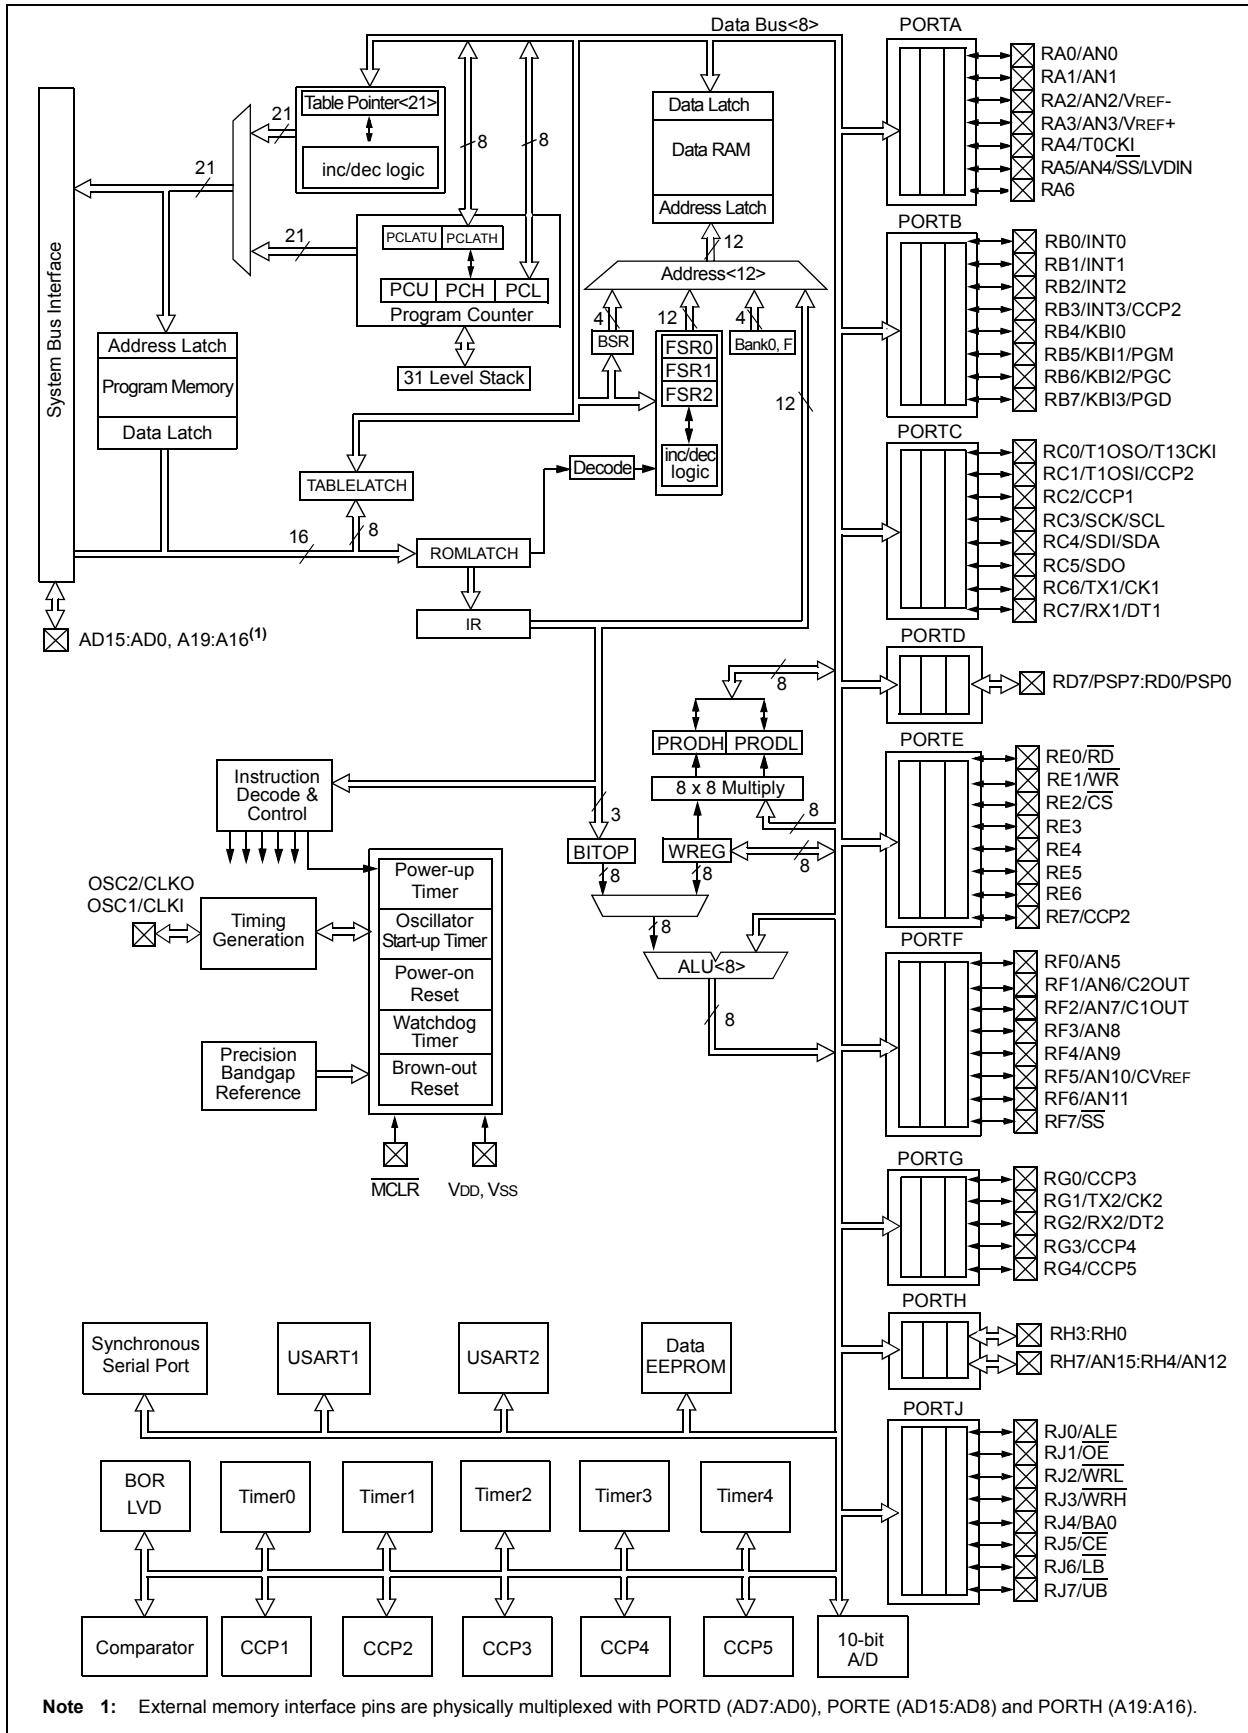 Data Bus<8>
PORTA
RA0/AN0
RA1/AN1
RA2/AN2/VREF-
RA3/AN3/VREF+
RA4/T0CKI
RA5/AN4/SS/LVDIN
RA6
PORTB
RB0/INT0
RB1/INT1
RB2/INT2
RB3/INT3/CCP2
RB4/KBI0
RB5/KBI1/PGM
RB6/KBI2/PGC
RB7/KBI3/PGD
PORTC
RC0/T1OSO/T13CKI
RC1/T1OSI/CCP2
RC2/CCP1
RC3/SCK/SCL
RC4/SDI/SDA
RC5/SDO
RC6/TX1/CK1
RC7/RX1/DT1
PORTD
RD7/PSP7:RD0/PSP0
PORTE
RE0/RD
RE1/WR
RE2/CS
RE3
RE4
RE5
RE6
RE7/CCP2
PORTF
RF0/AN5
RF1/AN6/C2OUT
RF2/AN7/C1OUT
RF3/AN8
RF4/AN9
RF5/AN10/CVREF
RF6/AN11
RF7/SS
PORTG
RG0/CCP3
RG1/TX2/CK2
RG2/RX2/DT2
RG3/CCP4
RG4/CCP5
PORTH
RH3:RH0
RH7/AN15:RH4/AN12
PORTJ
RJ0/ALE
RJ1/OE
RJ2/WRL
RJ3/WRH
RJ4/BA0
RJ5/CE
RJ6/LB
RJ7/UB
System Bus Interface
21
21
21
Table Pointer<21>
inc/dec logic
8
8
PCLATU PCLATH
PCU PCH PCL
Program Counter
31 Level Stack
Address Latch
Program Memory
Data Latch
Data Latch
Data RAM
Address Latch
12
Address<12>
4
12
4
BSR
FSR0
FSR1
FSR2
inc/dec
logic
Bank0, F
12
Decode
TABLELATCH
8
16
ROMLATCH
IR
AD15:AD0, A19:A16(1)
8
PRODH PRODL
8 x 8 Multiply
8
Instruction
Decode &
Control
3
BITOP
WREG
8
8
8
8
ALU<8>
8
OSC2/CLKO
OSC1/CLKI
Timing
Generation
Power-up
Timer
Oscillator
Start-up Timer
Power-on
Reset
Watchdog
Timer
Brown-out
Reset
Precision
Bandgap
Reference
MCLR
VDD, VSS
Synchronous
Serial Port
USART1
USART2
Data
EEPROM
BOR
LVD
Timer0
Timer1
Timer2
Timer3
Timer4
Comparator
CCP1
CCP2
CCP3
CCP4
CCP5
10-bit
A/D
Note 1: External memory interface pins are physically multiplexed with PORTD (AD7:AD0), PORTE (AD15:AD8) and PORTH (A19:A16).